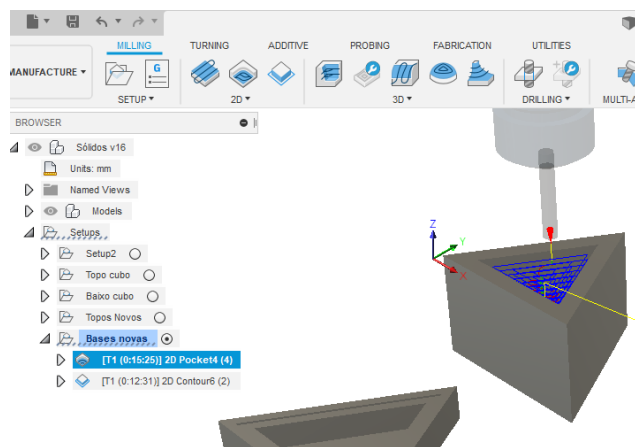 MILLING TURNING ADDITIVE PROBING FABRICATION UTILITIES
MANUFACTURE
G
SETUP 2D 3D DRILLING MULTI-A
BROWSER
Sólidos v16
Units: mm
Named Views
Models
Setups
Setup2
Topo cubo
Baixo cubo
Topos Novos
Bases novas
[T1 (0:15:25)] 2D Pocket4 (4)
[T1 (0:12:31)] 2D Contour6 (2)
Z
Y
X